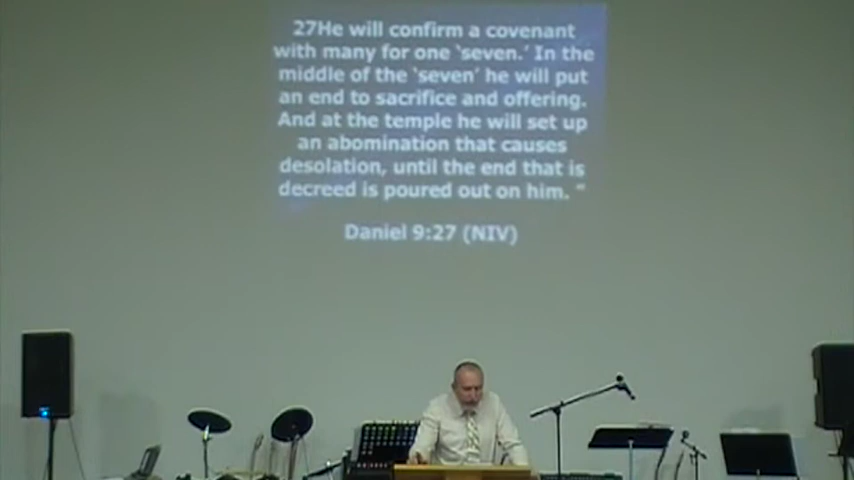 27He will confirm a covenant
with many for one ‘seven.’ In the
middle of the ‘seven’ he will put
an end to sacrifice and offering.
And at the temple he will set up
an abomination that causes
desolation, until the end that is
decreed is poured out on him. ”
Daniel 9:27 (NIV)